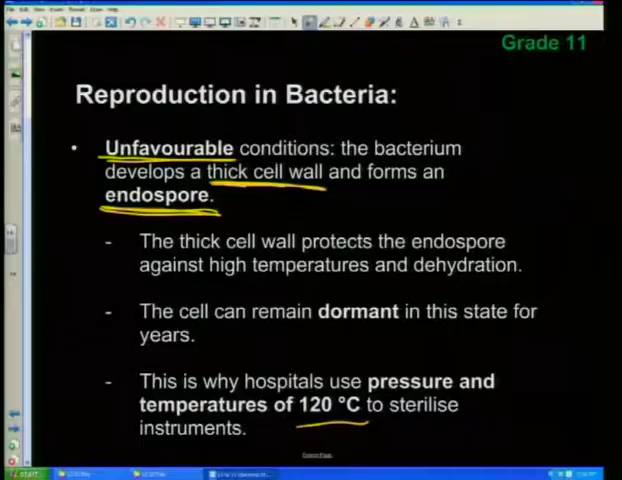 Grade 11
Reproduction in Bacteria:
• Unfavourable conditions: the bacterium
develops a thick cell wall and forms an
endospore.
- The thick cell wall protects the endospore
against high temperatures and dehydration.
- The cell can remain dormant in this state for
years.
- This is why hospitals use pressure and
temperatures of 120 °C to sterilise
instruments.
start